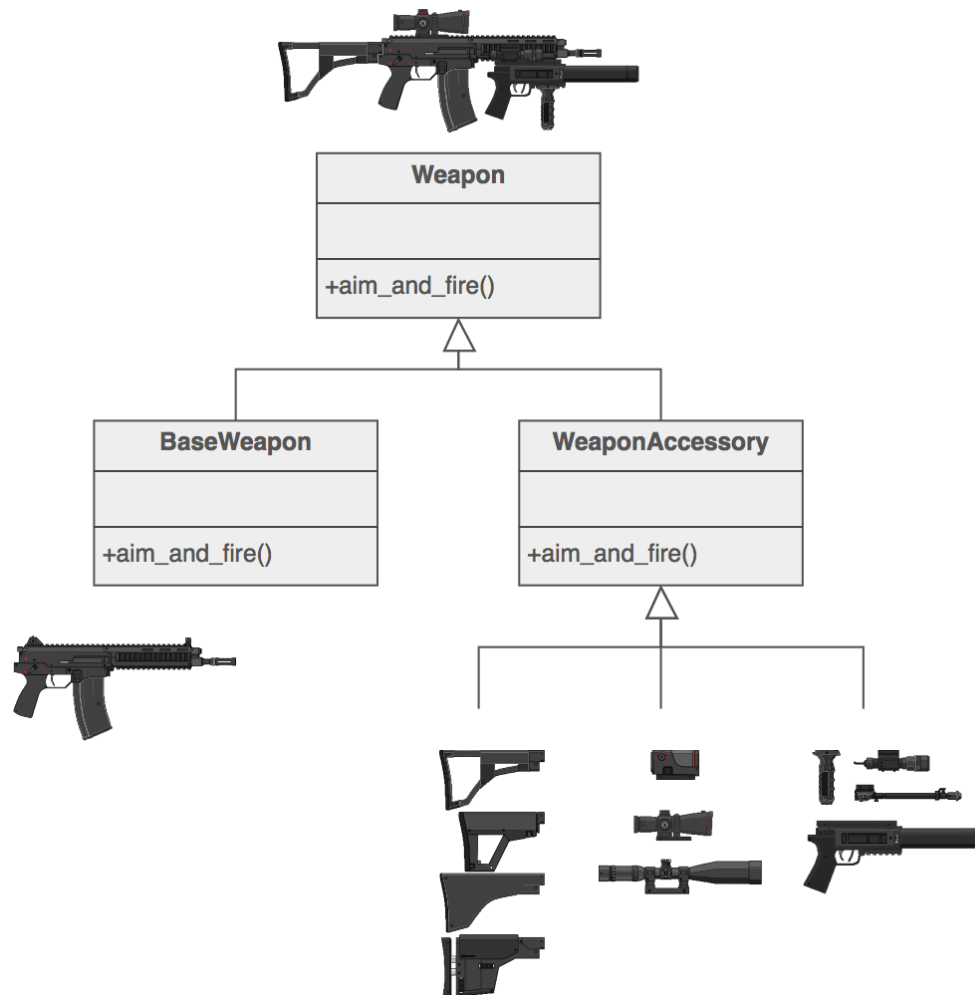 Weapon
+aim_and_fire()
BaseWeapon
+aim_and_fire()
WeaponAccessory
+aim_and_fire()